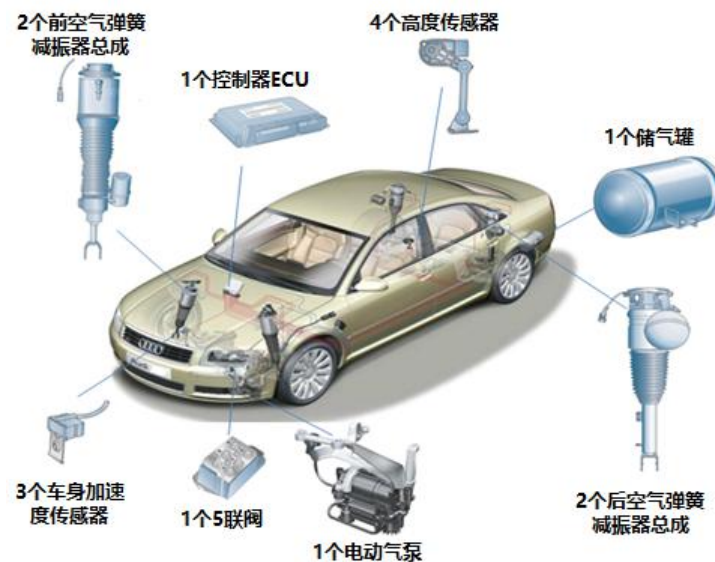 2个前空气弹簧
减振器总成
4个高度传感器
1个控制器ECU
1个储气罐
3个车身加速
度传感器
1个5联阀
1个电动气泵
2个后空气弹簧
减振器总成